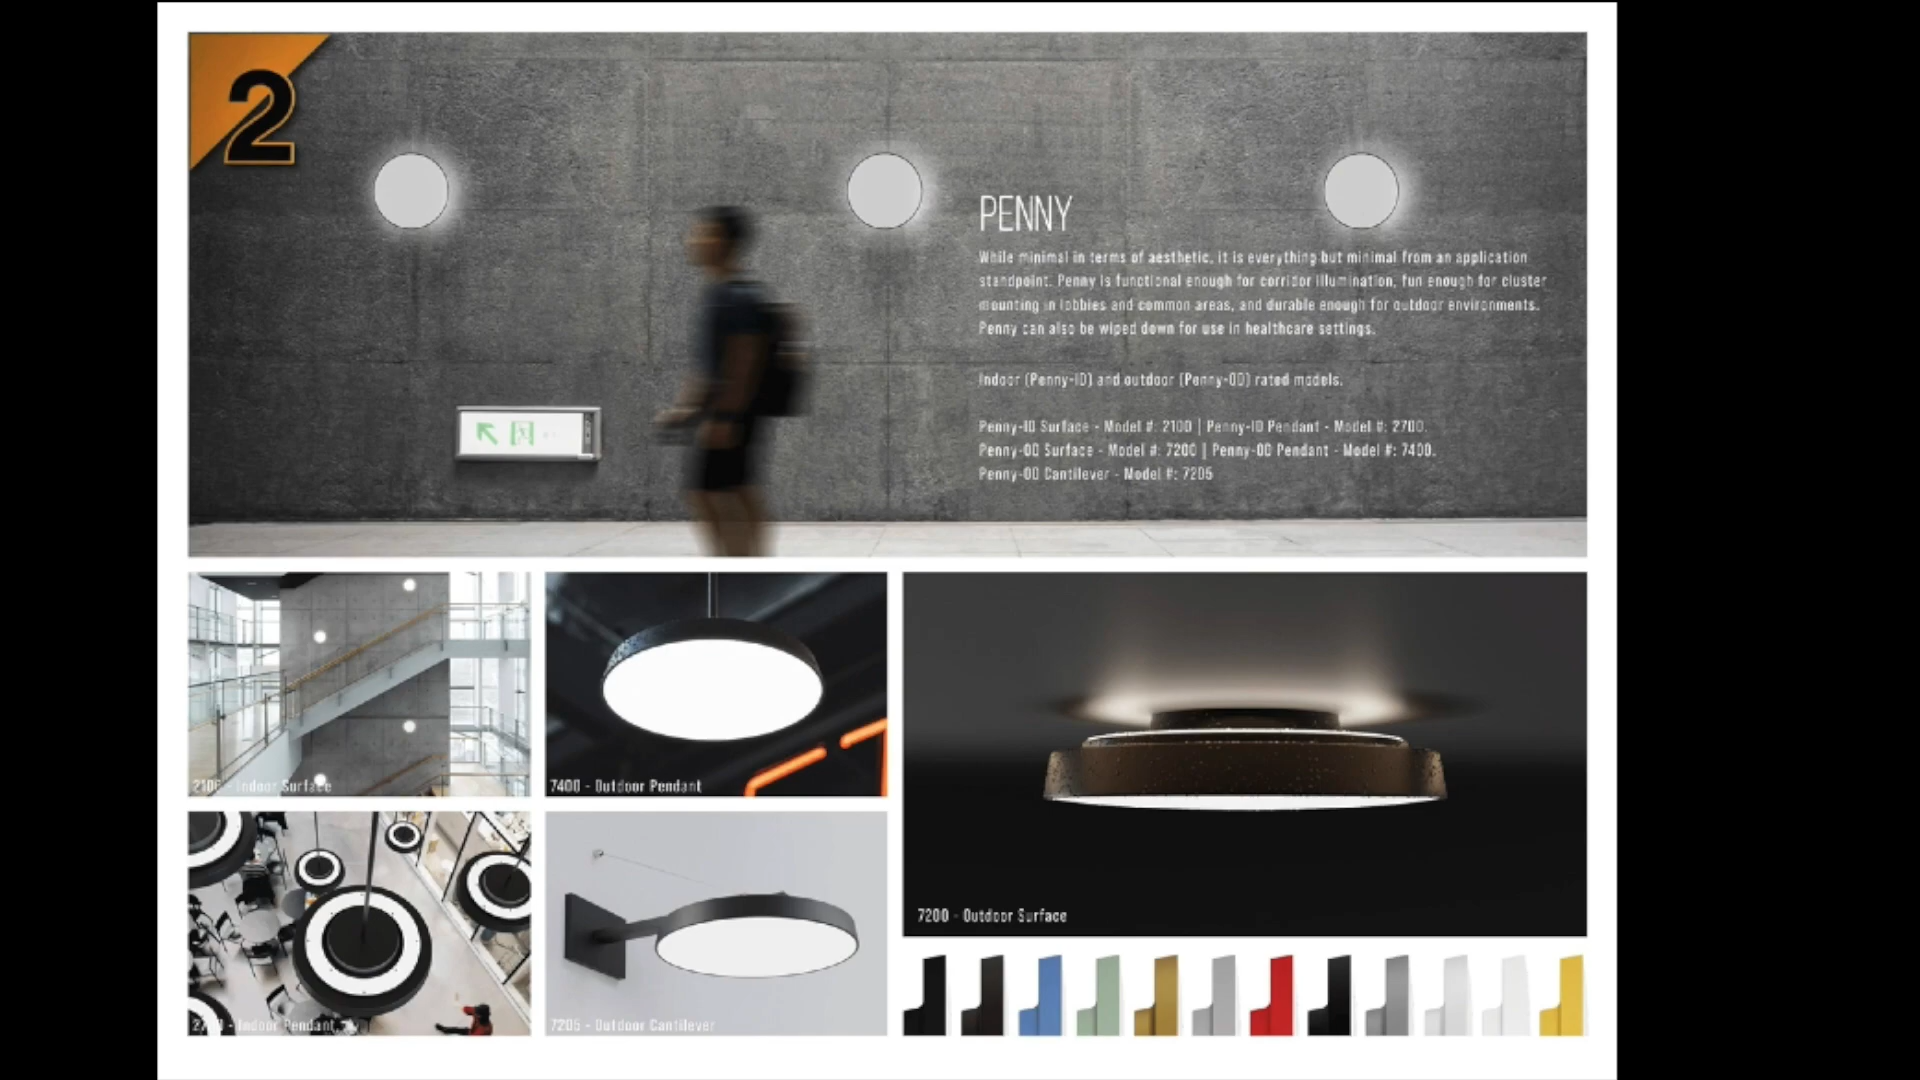 2
PENNY
While minimal in terms of aesthetic, it is everything but minimal from an application
standpoint. Penny is functional enough for corridor illumination, fun enough for cluster
mounting in lobbies and common areas, and durable enough for outdoor environments.
Penny can also be wiped down for use in healthcare settings.
Indoor (Penny-ID) and outdoor (Penny-OD) rated models.
Penny-ID Surface - Model #: 2100 | Penny-ID Pendant - Model #: 2700.
Penny-OD Surface - Model #: 7200 | Penny-OD Pendant - Model #: 7400.
Penny-OD Cantilever - Model #: 7205
2100 - Indoor Surface
7400 - Outdoor Pendant
7200 - Outdoor Surface
2700 - Indoor Pendant
7205 - Outdoor Cantilever